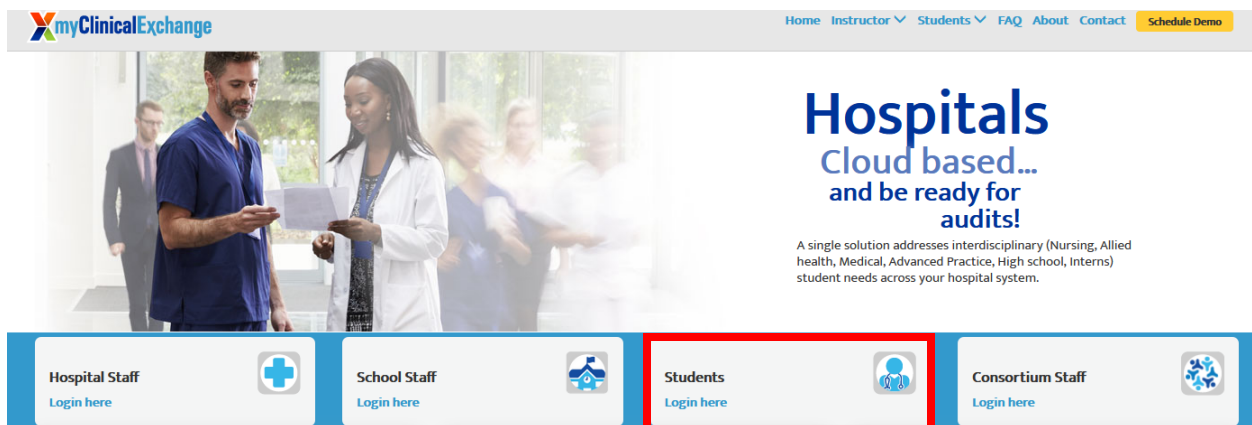 myClinicalExchange
Home Instructor Students FAQ About Contact Schedule Demo
Hospitals
Cloud based...
and be ready for
audits!
A single solution addresses interdisciplinary (Nursing, Allied
health, Medical, Advanced Practice, High school, Interns)
student needs across your hospital system.
Hospital Staff
Login here
School Staff
Login here
Students
Login here
Consortium Staff
Login here